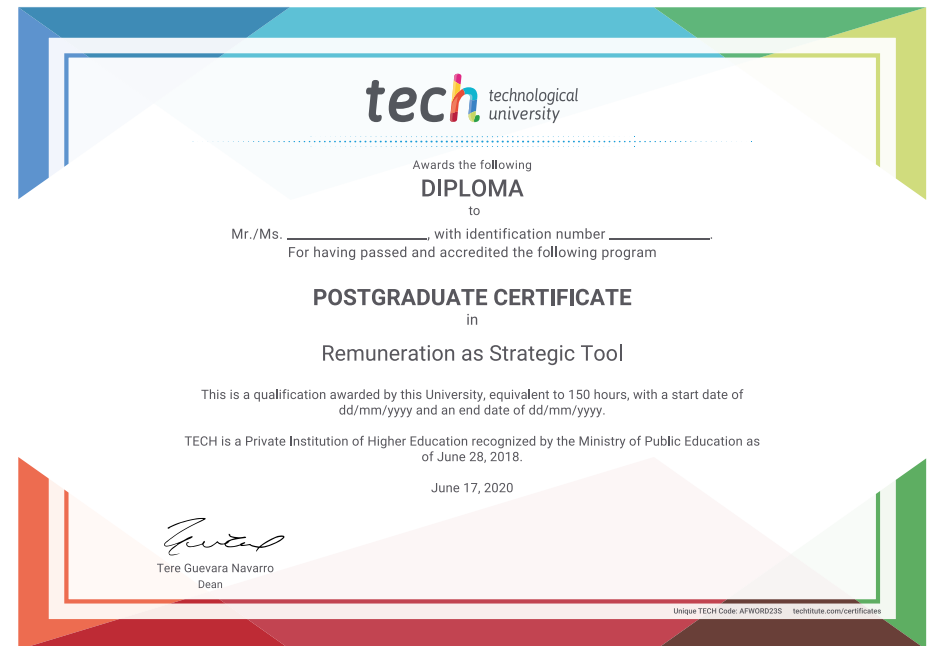 tech technological
university
Awards the following
DIPLOMA
to
Mr./Ms. ____________________, with identification number ______________.
For having passed and accredited the following program
POSTGRADUATE CERTIFICATE
in
Remuneration as Strategic Tool
This is a qualification awarded by this University, equivalent to 150 hours, with a start date of
dd/mm/yyyy and an end date of dd/mm/yyyy.
TECH is a Private Institution of Higher Education recognized by the Ministry of Public Education as
of June 28, 2018.
June 17, 2020
Tere Guevara Navarro
Dean
Unique TECH Code: AFWORD23S techtitute.com/certificates